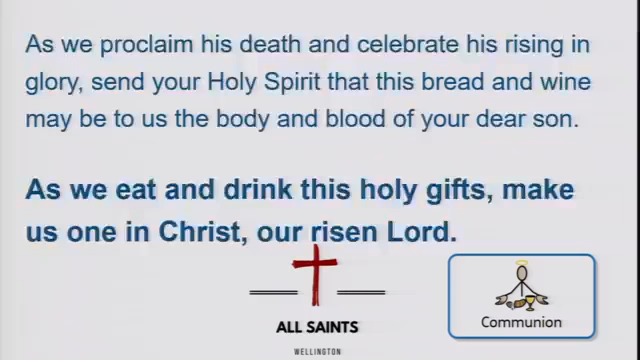 As we proclaim his death and celebrate his rising in
glory, send your Holy Spirit that this bread and wine
may be to us the body and blood of your dear son.
As we eat and drink this holy gifts, make
us one in Christ, our risen Lord.
ALL SAINTS
WELLINGTON
Communion